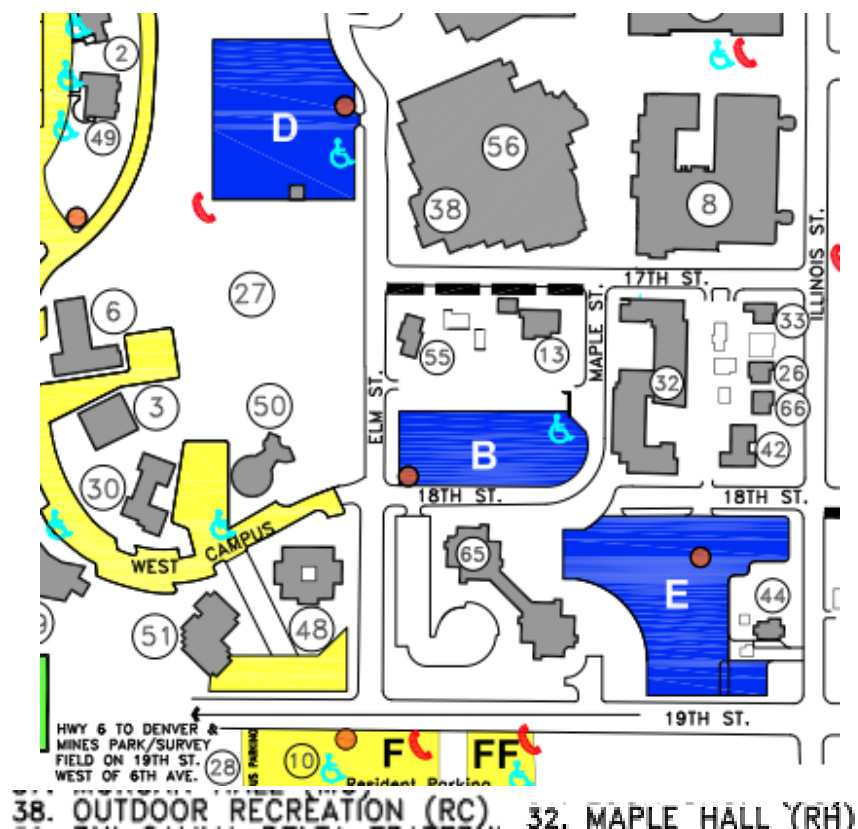 2
49
D
56
38
8
17TH ST.
ILLINOIS ST.
27
6
MAPLE ST.
33
55
13
32
26
3
50
ELM ST.
66
42
30
B
18TH ST.
18TH ST.
WEST CAMPUS
65
E
44
51
48
9
19TH ST.
HWY 6 TO DENVER &
MINES PARK/SURVEY
FIELD ON 19TH ST.
WEST OF 6TH AVE.
28
US PARKING
10
F
FF
Resident Parking
38. OUTDOOR RECREATION (RC)
32. MAPLE HALL (RH)